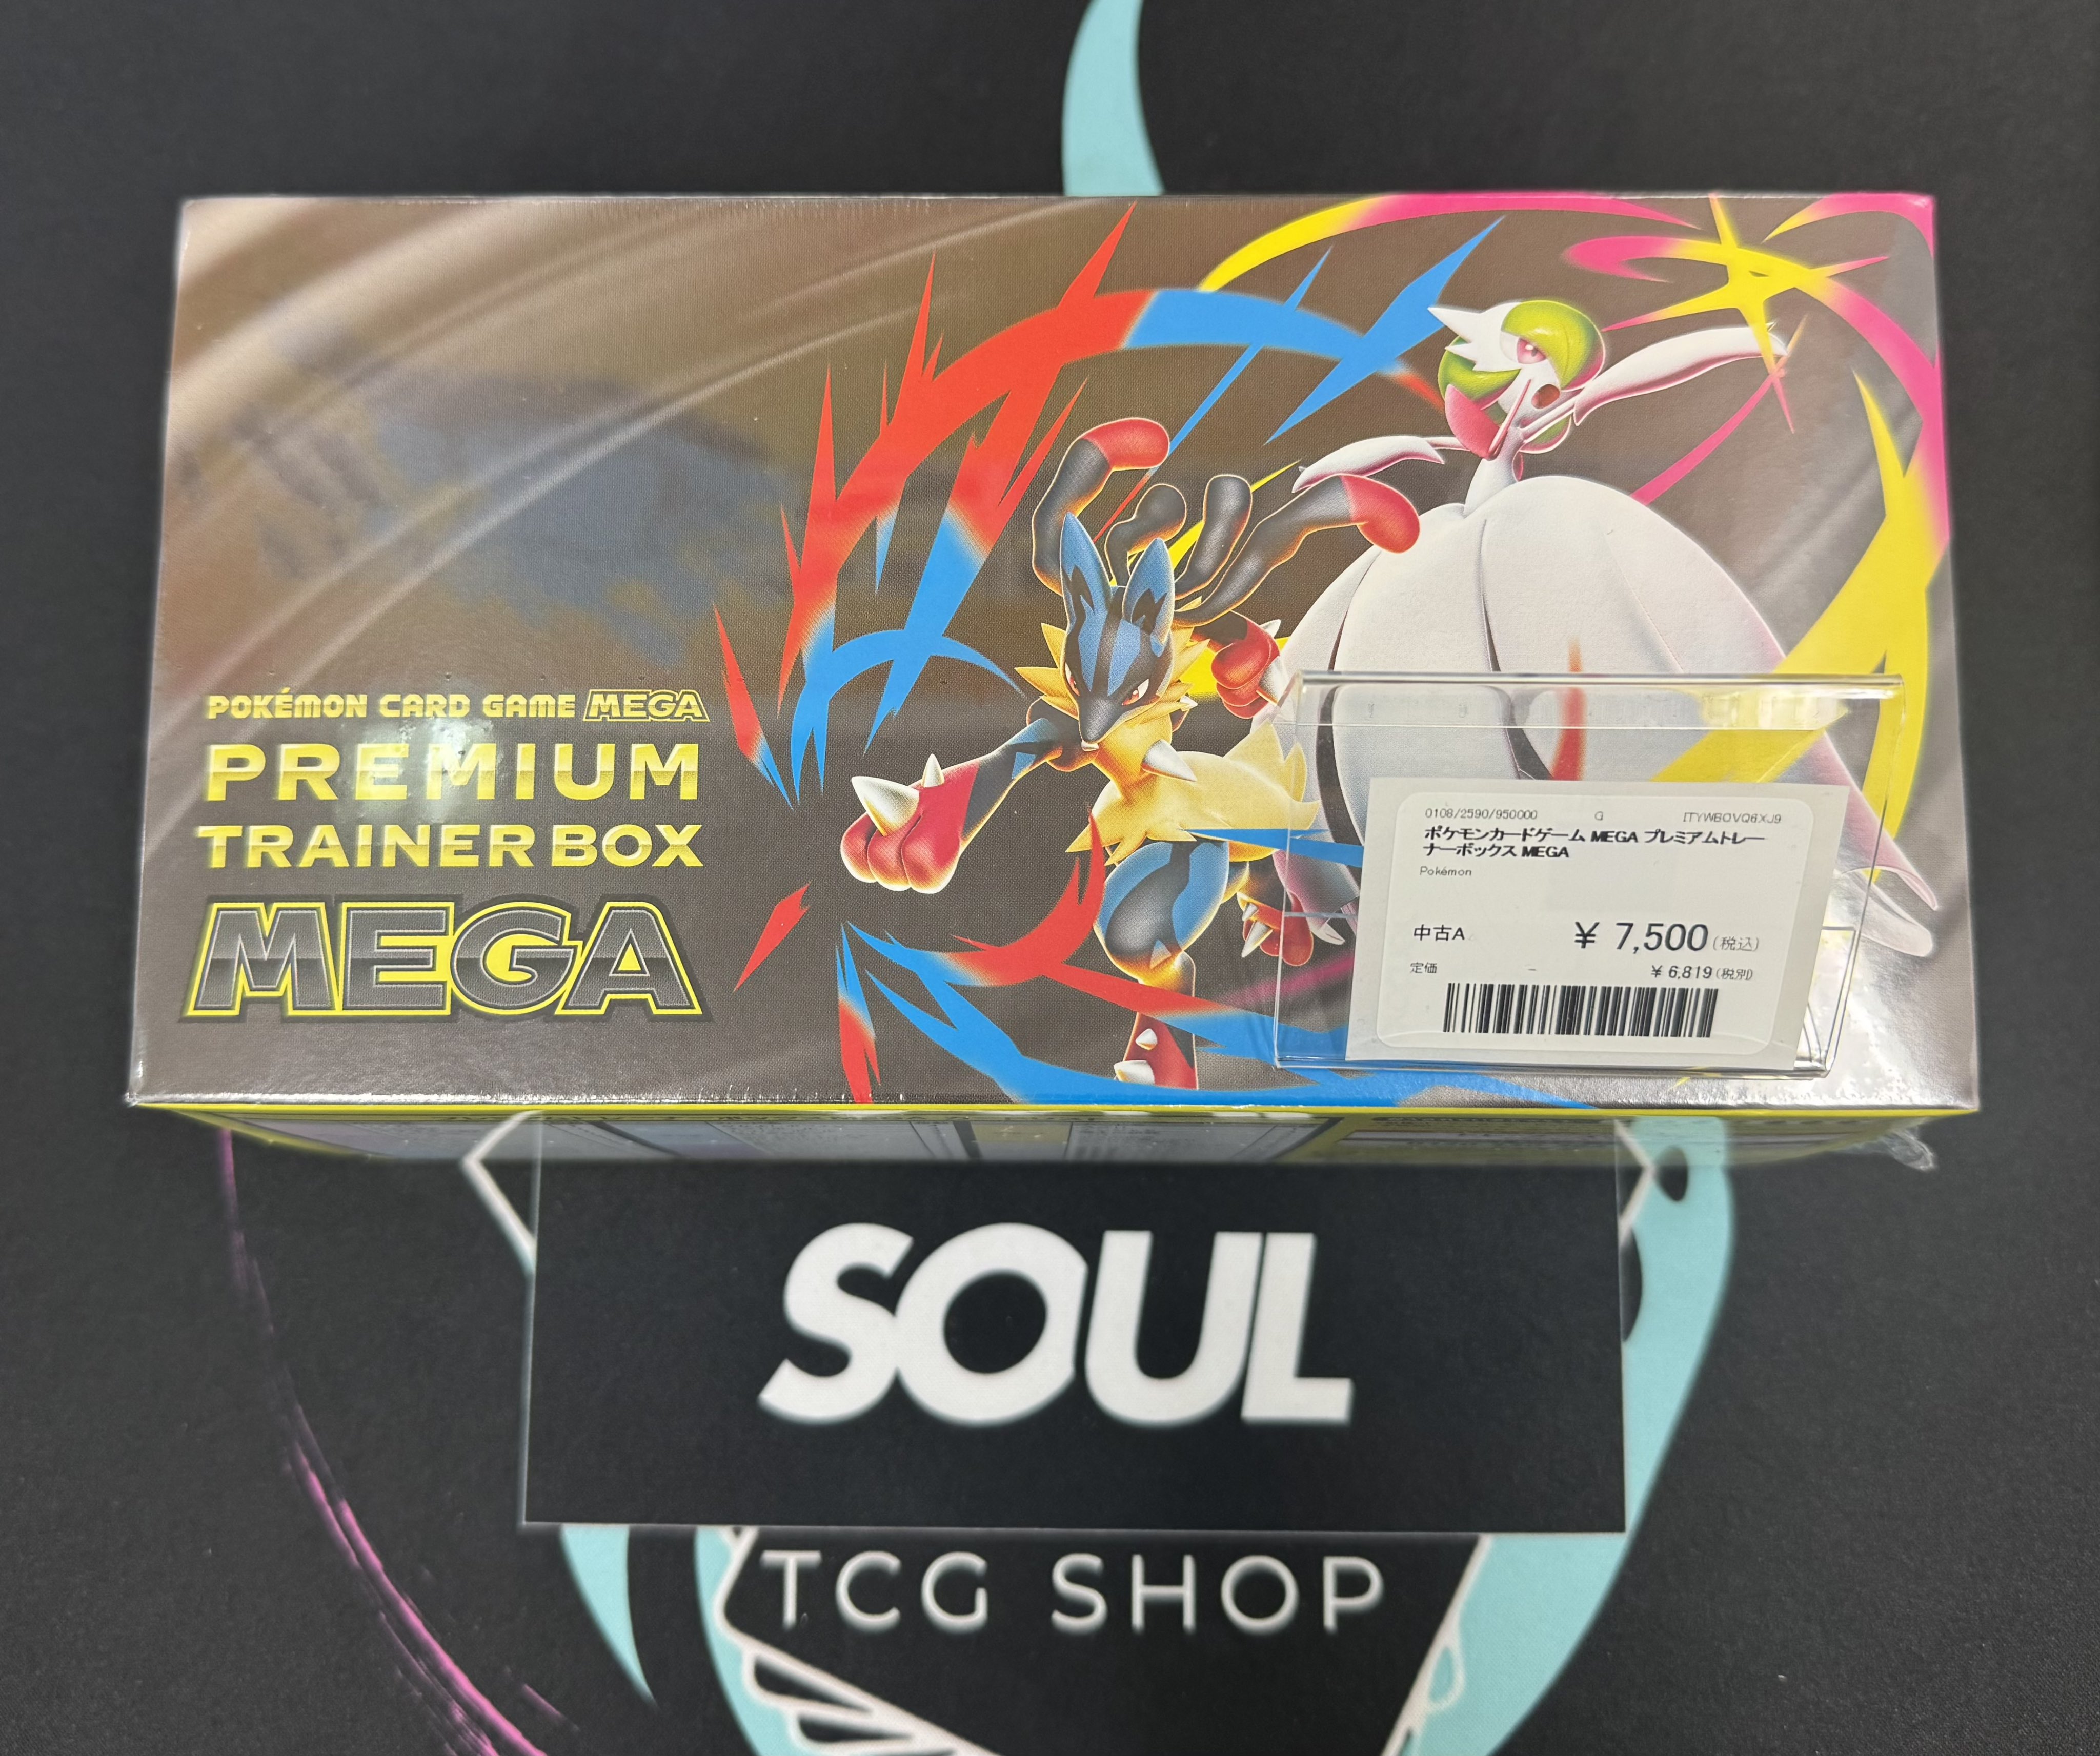 POKÉMON CARD GAME MEGA
PREMIUM
TRAINER BOX
MEGA
0108/2590/950000 G ITYWBOVQ6XJ9
ポケモンカードゲーム MEGA プレミアムトレー
ナーボックス MEGA
Pokémon
中古A ¥ 7,500(税込)
定価 - ¥ 6,819(税別)
SOUL
TCG SHOP